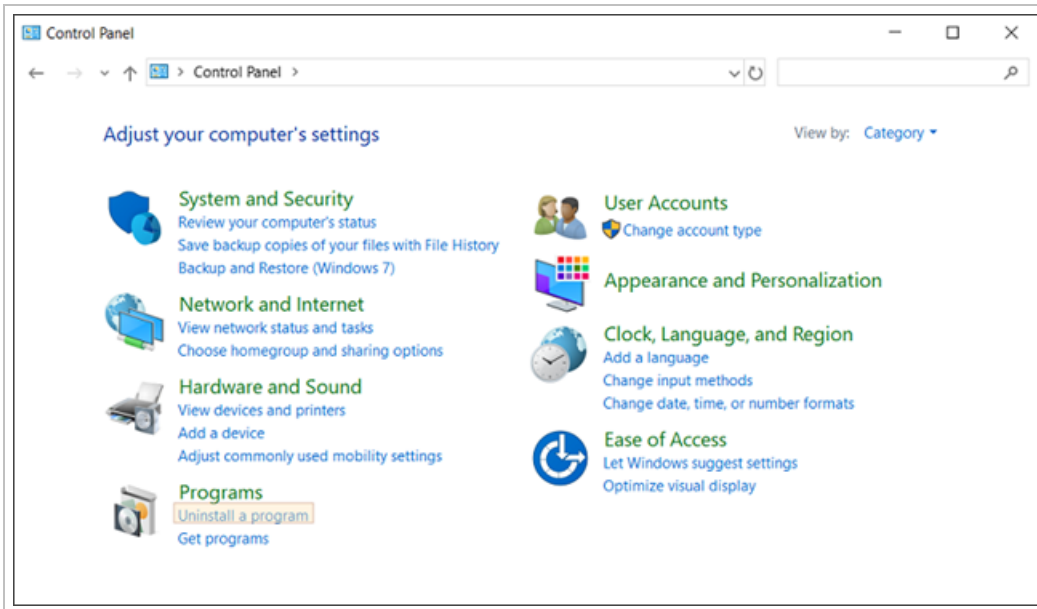 Control Panel
Control Panel
Adjust your computer's settings
View by: Category
System and Security
Review your computer's status
Save backup copies of your files with File History
Backup and Restore (Windows 7)
Network and Internet
View network status and tasks
Choose homegroup and sharing options
Hardware and Sound
View devices and printers
Add a device
Adjust commonly used mobility settings
Programs
Uninstall a program
Get programs
User Accounts
Change account type
Appearance and Personalization
Clock, Language, and Region
Add a language
Change input methods
Change date, time, or number formats
Ease of Access
Let Windows suggest settings
Optimize visual display